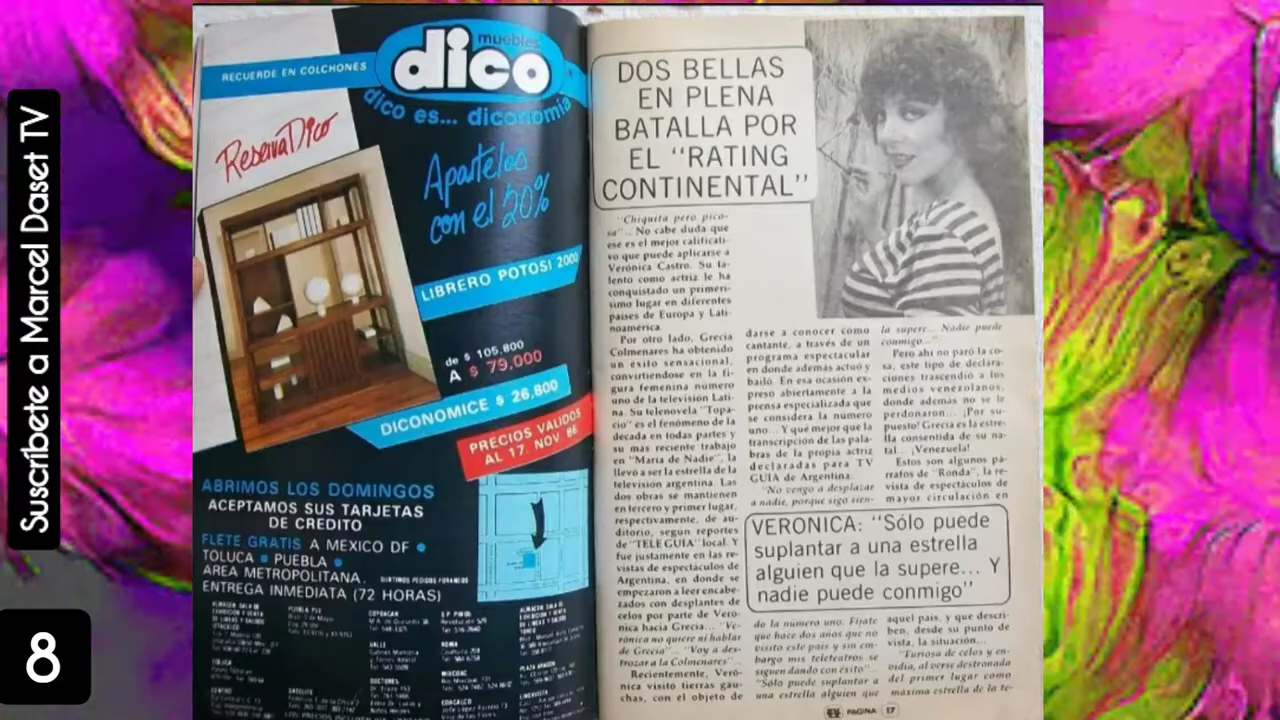 Suscribete a Marcel Daset TV
8
RECUERDE EN COLCHONES
muebles
dico
dico es... diconomía
ReservaDico
Apartelos
con el 20%
LIBRERO POTOSI 2000
de $ 105,800
A $ 79,000
DICONOMICE $ 26,800
PRECIOS VALIDOS
AL 17. NOV 86
ABRIMOS LOS DOMINGOS
ACEPTAMOS SUS TARJETAS
DE CREDITO
FLETE GRATIS A MEXICO DF •
TOLUCA • PUEBLA •
AREA METROPOLITANA. SURTIMOS PEDIDOS FORANEOS
ENTREGA INMEDIATA (72 HORAS)
TOLUCA
CENTRO
SATELITE
COYOACAN
VALLE
DOCTORES
ROMA
MIXCOAC
COACALCO
DOS BELLAS
EN PLENA
BATALLA POR
EL "RATING
CONTINENTAL"
"Chiquita pero pico-
sa"... No cabe duda que
ese es el mejor calificati-
vo que puede aplicarse a
Verónica Castro. Su ta-
lento como actriz le ha
conquistado un primerí-
simo lugar en diferentes
países de Europa y Lati-
noamérica.
Por otro lado, Grecia
Colmenares ha obtenido
un éxito sensacional,
convirtiéndose en la fi-
gura femenina número
uno de la televisión Lati-
na. Su telenovela "Topa-
cio" es el fenómeno de la
década en todas partes y
su más reciente trabajo
en "María de Nadie", la
llevó a ser la estrella de la
televisión argentina. Las
dos obras se mantienen
en tercero y primer lugar,
respectivamente, de au-
ditorio, según reportes
de "TELEGUIA" local. Y
fue justamente en las re-
vistas de espectáculos de
Argentina, en donde se
empezaron a leer encabe-
zados con desplantes de
celos por parte de Veró-
nica hacia Grecia... "Ve-
rónica no quiere ni hablar
de Grecia"... "Voy a des-
trozar a la Colmenares"...
Recientemente, Veró-
nica visitó tierras gau-
chas, con el objeto de
darse a conocer como
cantante, a través de un
programa espectacular
en donde además actuó y
bailó. En esa ocasión ex-
presó abiertamente a la
prensa especializada que
se considera la número
uno... Y qué mejor que la
transcripción de las pala-
bras de la propia actriz
declaradas para TV
GUIA de Argentina:
"No vengo a desplazar
a nadie, porque sigo sien-
VERONICA: "Sólo puede
suplantar a una estrella
alguien que la supere... Y
nadie puede conmigo"
do la número uno. Fíjate
que hace dos años que no
visito este país y sin em-
bargo mis teleteatros se
siguen dando con éxito"...
"Sólo puede suplantar a
una estrella alguien que
la supere... Nadie puede
conmigo..."
Pero ahí no paró la co-
sa, este tipo de declara-
ciones trascendió a los
medios venezolanos,
donde además no se le
perdonaron... ¡Por su-
puesto! Grecia es la estre-
lla consentida de su na-
tal... ¡Venezuela!
Estos son algunos pá-
rrafos de "Ronda", la re-
vista de espectáculos de
mayor circulación en
aquel país, y que descri-
ben, desde su punto de
vista, la situación...
"Furiosa de celos y en-
vidia, al verse destronada
del primer lugar como
máxima estrella de la te-
PAGINA 17